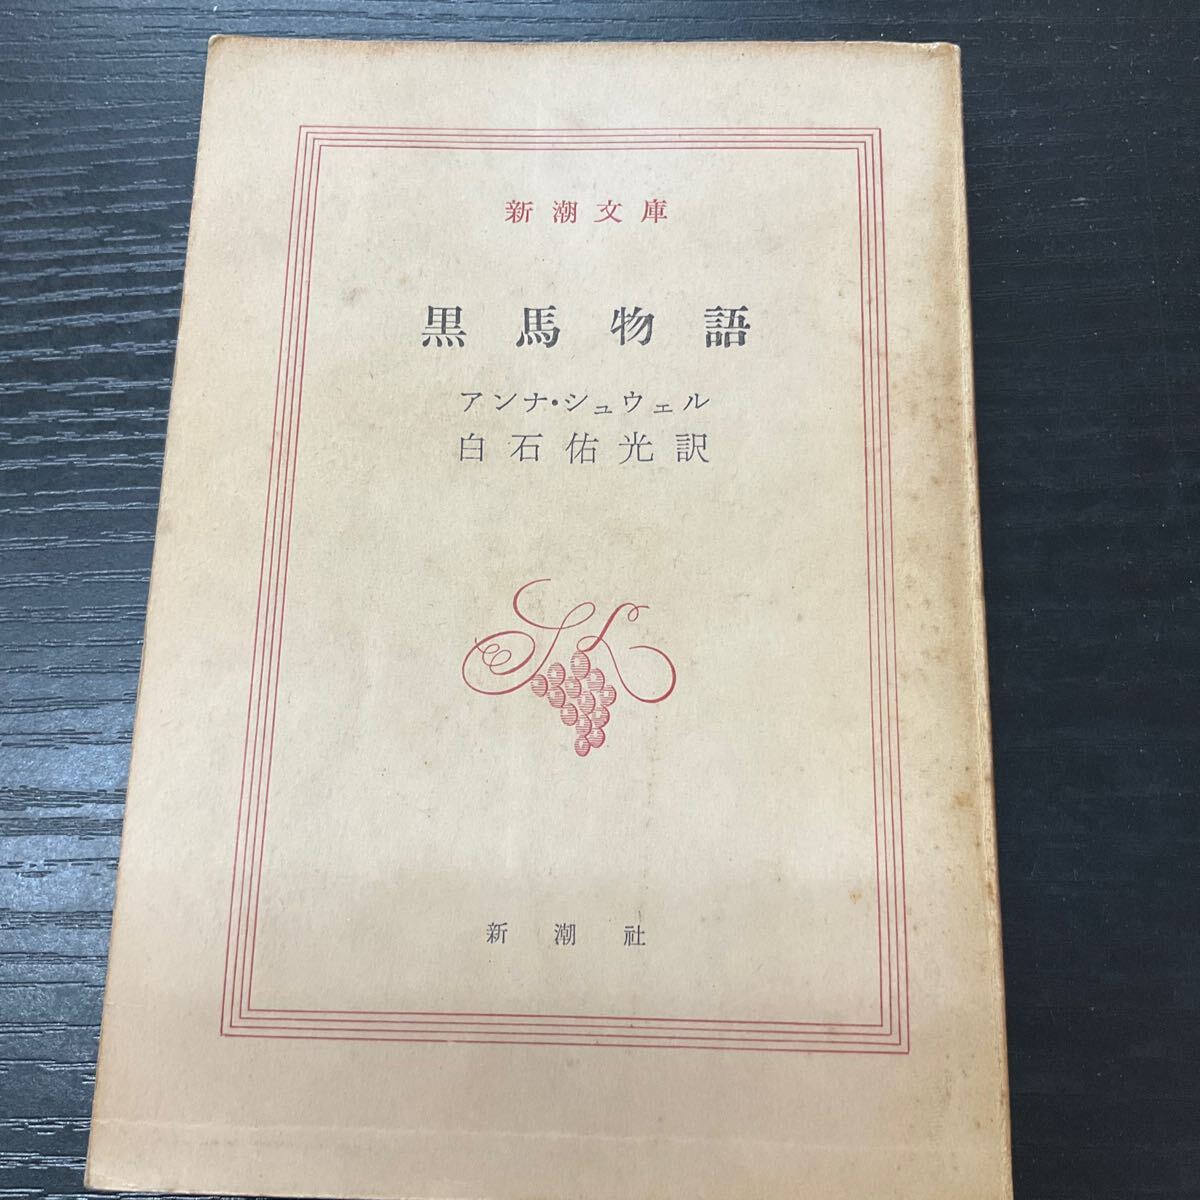 新潮文庫
黒馬物語
アンナ・シュウェル
白石佑光訳
新潮社